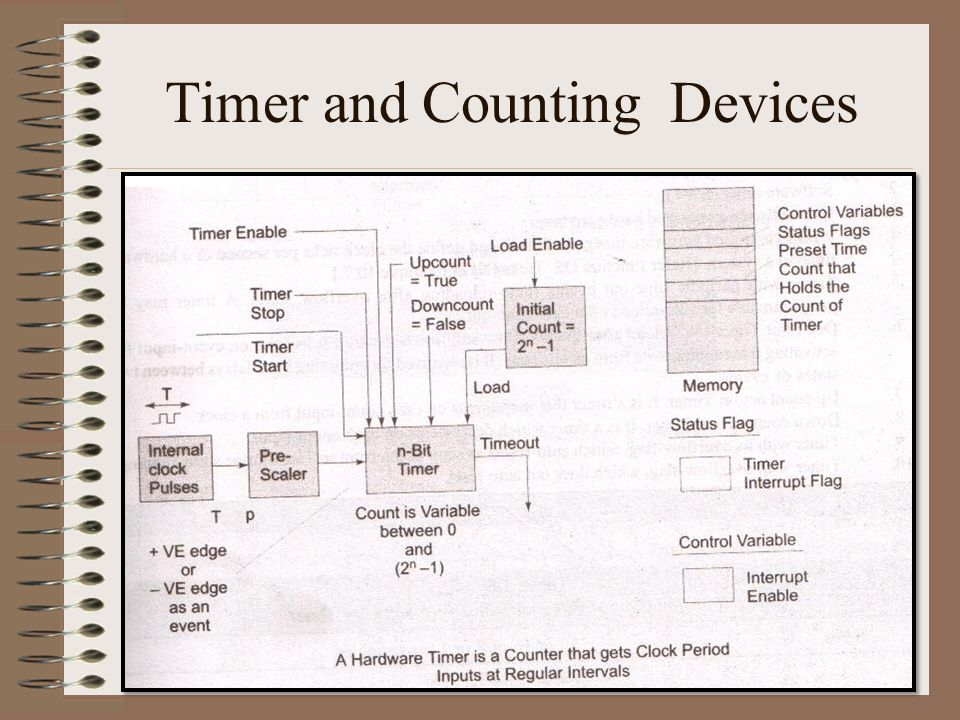 Timer and Counting Devices
Timer Enable
Timer
Stop
Timer
Start
Upcount
= True
Downcount
= False
Load Enable
Initial
Count =
2ⁿ –1
Load
Control Variables
Status Flags
Preset Time
Count that
Holds the
Count of
Timer
Memory
T
Internal
clock
Pulses
Pre-
Scaler
n-Bit
Timer
Timeout
T p
Count is Variable
between 0
and
(2ⁿ –1)
+ VE edge
or
– VE edge
as an
event
Status Flag
Timer
Interrupt Flag
Control Variable
Interrupt
Enable
A Hardware Timer is a Counter that gets Clock Period
Inputs at Regular Intervals